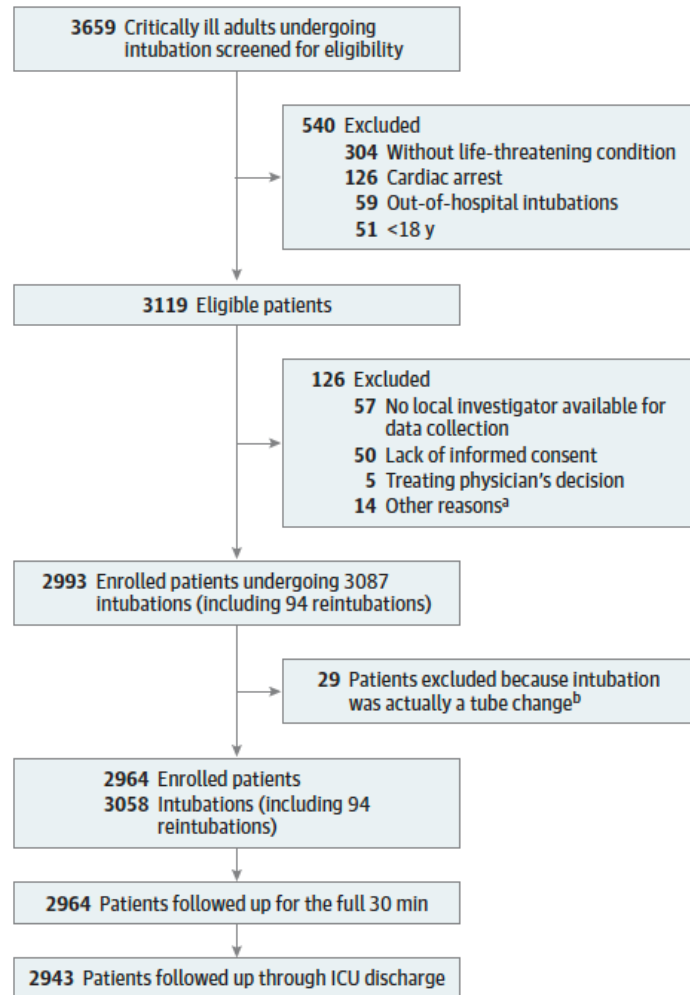 3659 Critically ill adults undergoing
intubation screened for eligibility
540 Excluded
304 Without life-threatening condition
126 Cardiac arrest
59 Out-of-hospital intubations
51 <18 y
3119 Eligible patients
126 Excluded
57 No local investigator available for
data collection
50 Lack of informed consent
5 Treating physician's decision
14 Other reasonsᵃ
2993 Enrolled patients undergoing 3087
intubations (including 94 reintubations)
29 Patients excluded because intubation
was actually a tube changeᵇ
2964 Enrolled patients
3058 Intubations (including 94
reintubations)
2964 Patients followed up for the full 30 min
2943 Patients followed up through ICU discharge